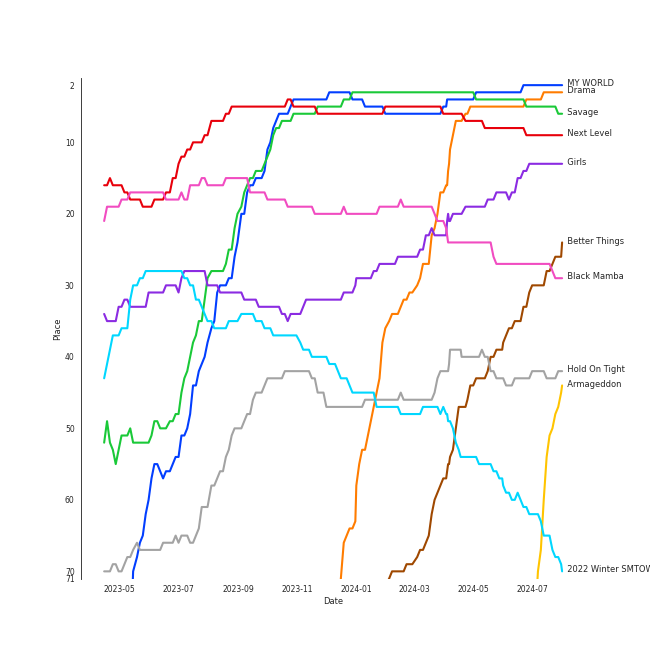 2
10
20
30
40
50
60
70
71
Place
MY WORLD
Drama
Savage
Next Level
Girls
Better Things
Black Mamba
Hold On Tight
Armageddon
2022 Winter SMTOW
2023-05 2023-07 2023-09 2023-11 2024-01 2024-03 2024-05 2024-07
Date